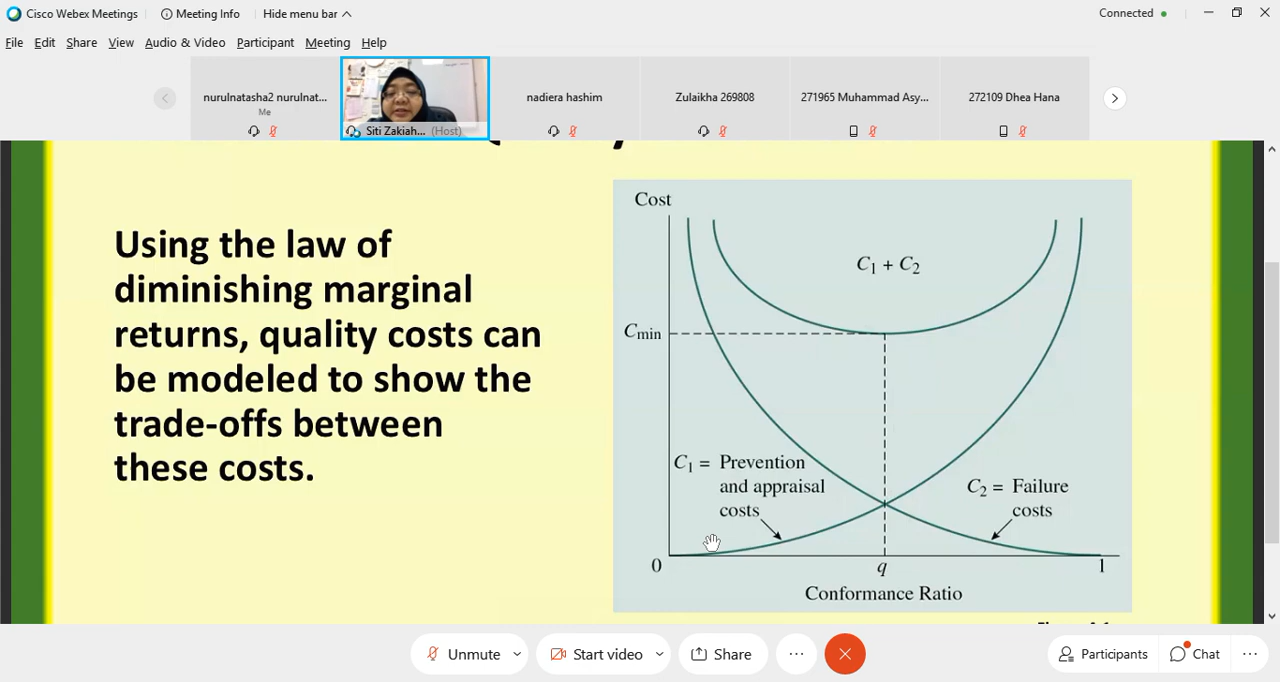 Cisco Webex Meetings
Meeting Info
Hide menu bar
Connected
File Edit Share View Audio & Video Participant Meeting Help
nurulnatasha2 nurulnat...
Me
Siti Zakiah... (Host)
nadiera hashim
Zulaikha 269808
271965 Muhammad Asy...
272109 Dhea Hana
Using the law of
diminishing marginal
returns, quality costs can
be modeled to show the
trade-offs between
these costs.
Cost
C1 + C2
Cmin
C1 = Prevention
and appraisal
costs
C2 = Failure
costs
0
q
1
Conformance Ratio
Unmute
Start video
Share
Participants
Chat